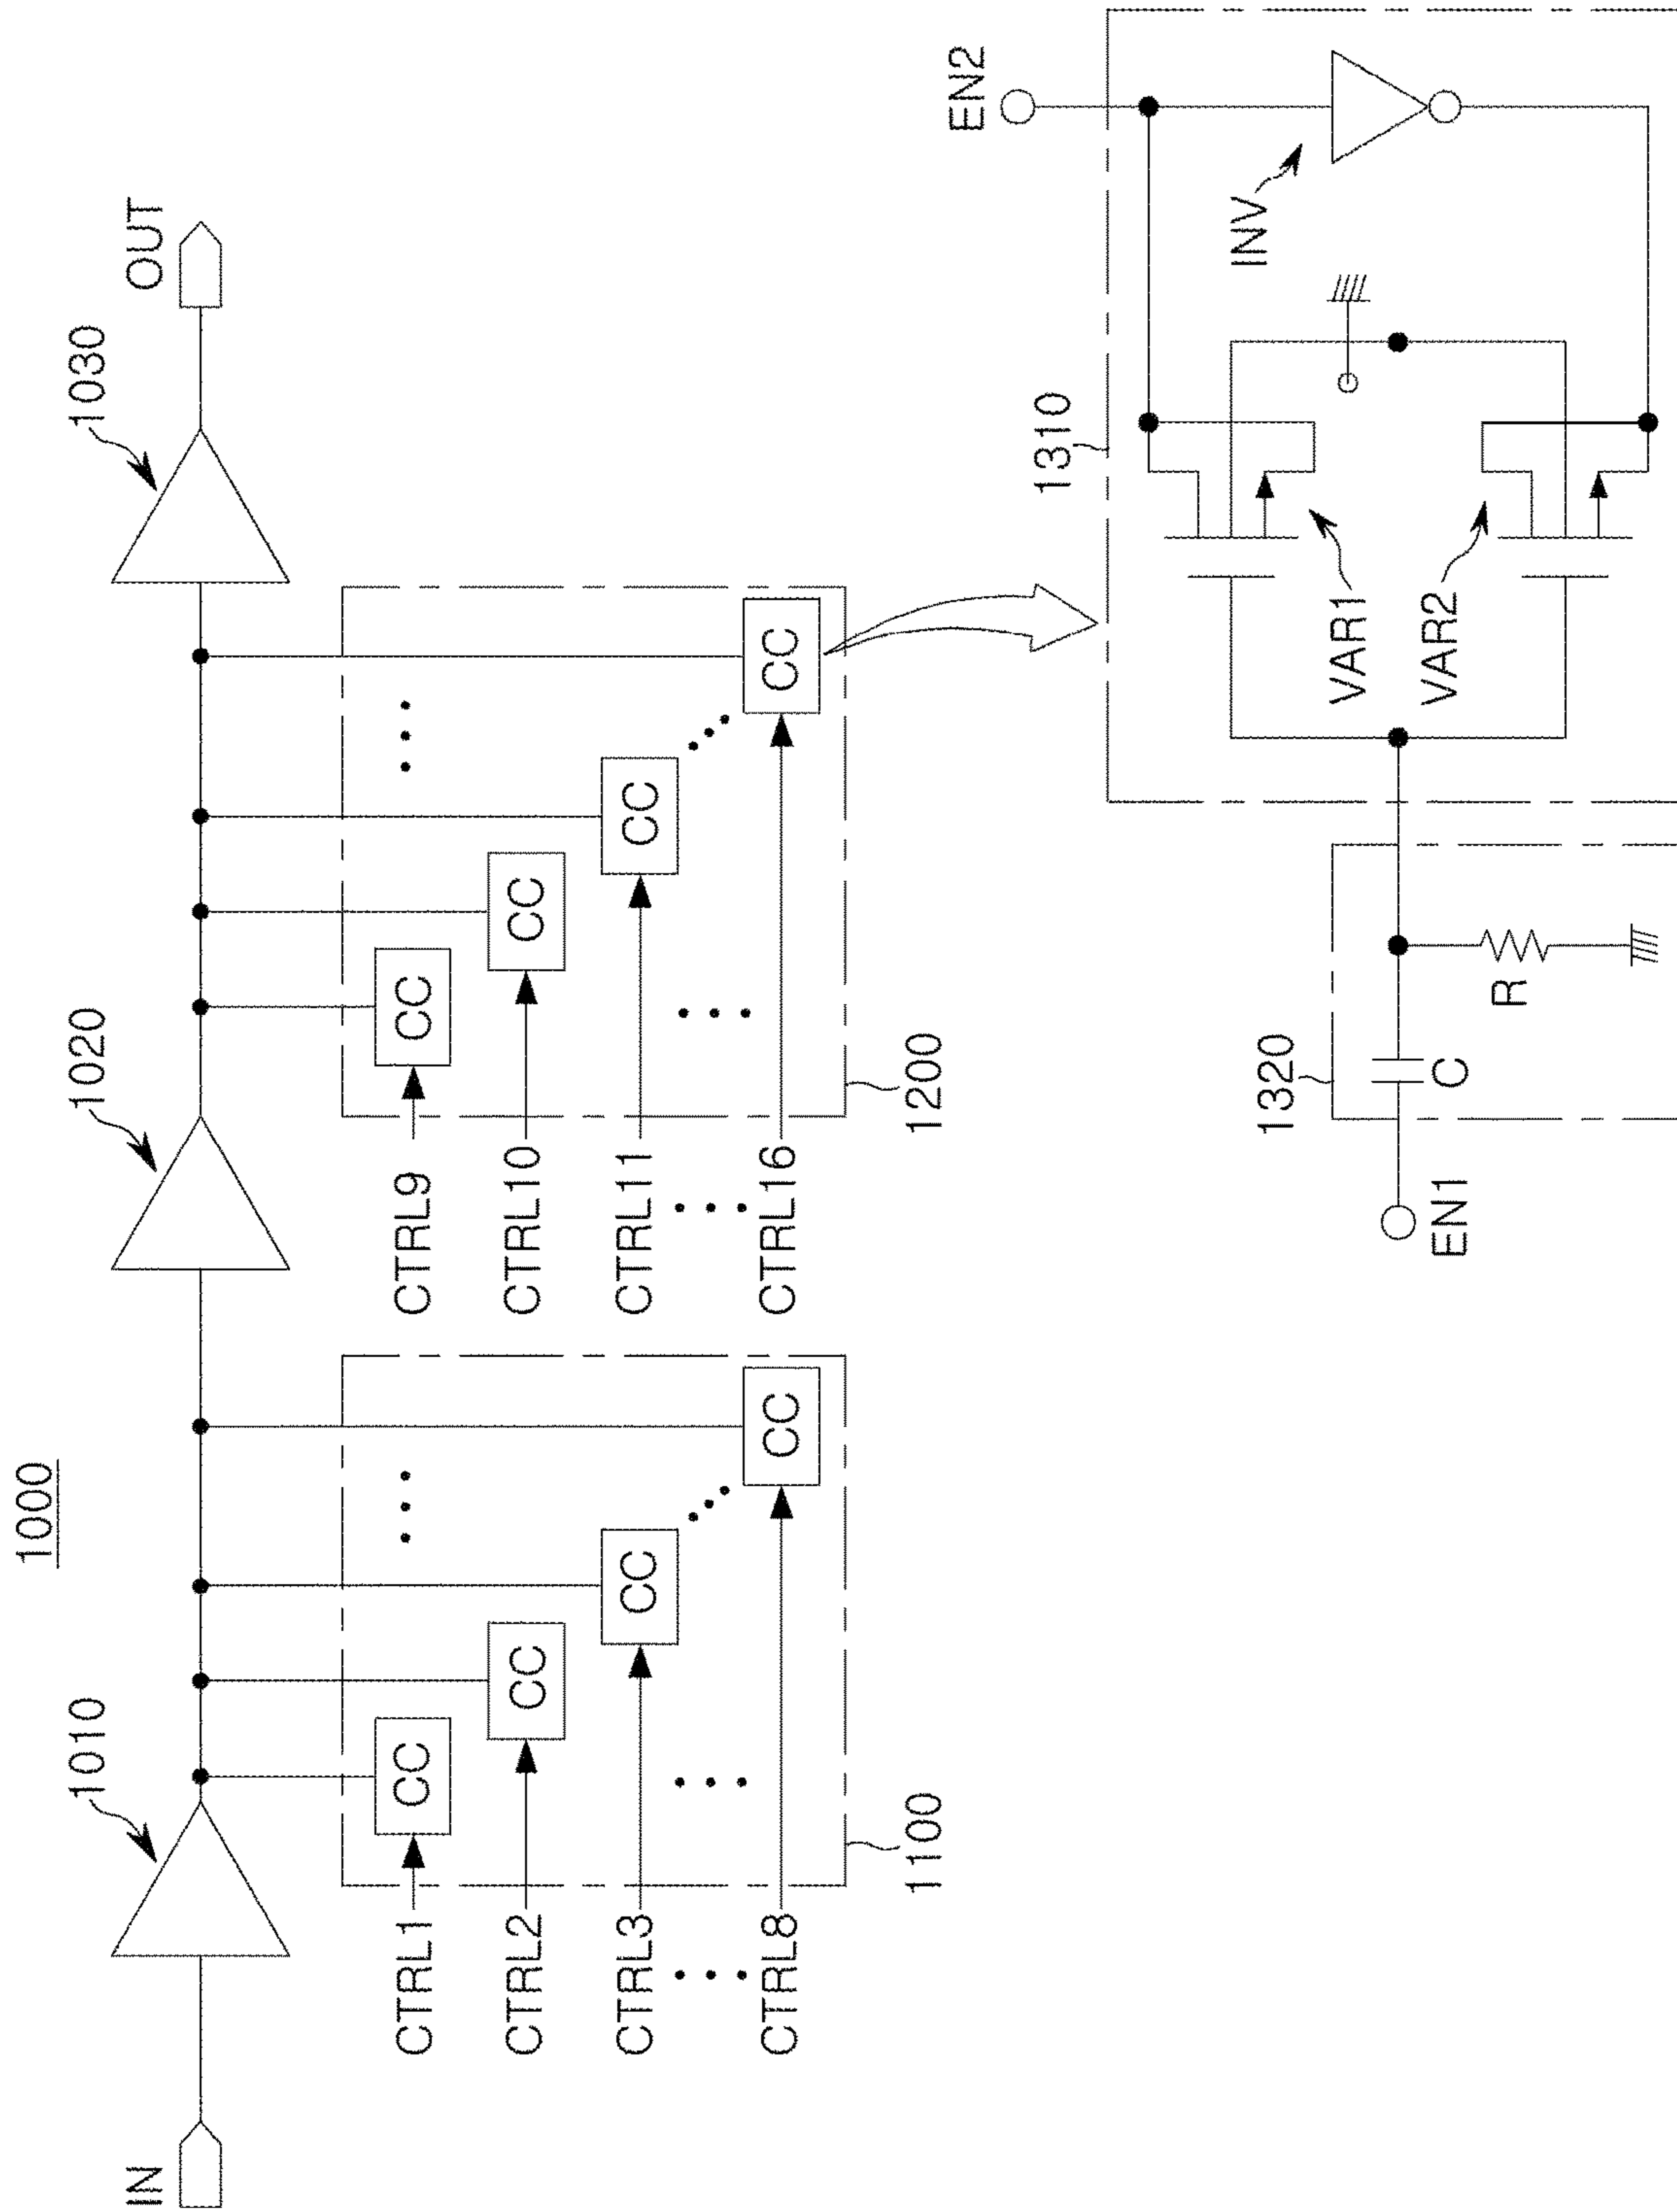 1000
IN
1010
1020
1030
OUT
CTRL1
CC
CTRL2
CC
CTRL3
CC
CTRL8
CC
1100
CTRL9
CC
CTRL10
CC
CTRL11
CC
CTRL16
CC
1200
EN1
1320
C
R
1310
VAR1
VAR2
INV
EN2